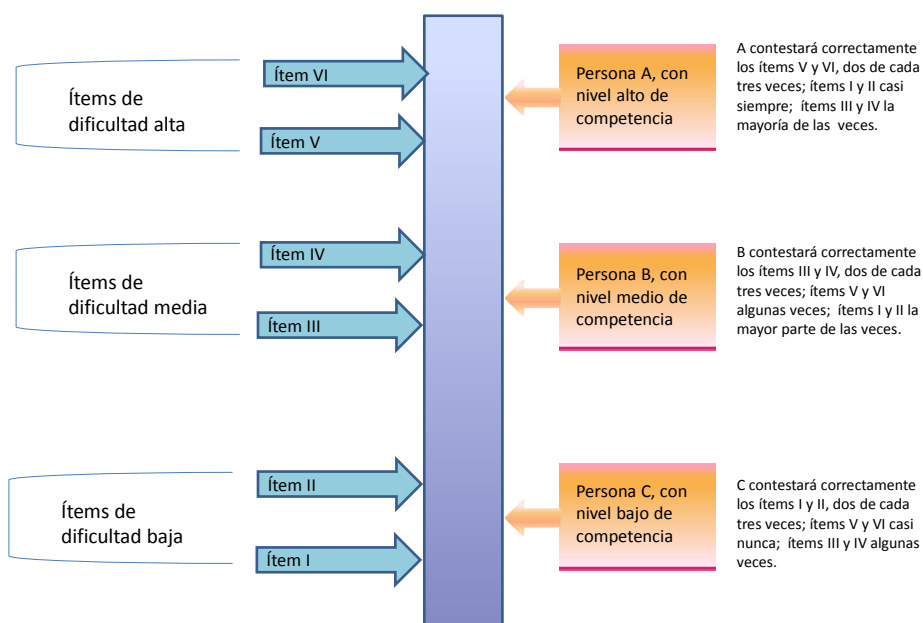 Ítems de
dificultad alta
Ítem VI
Ítem V
Persona A, con
nivel alto de
competencia
A contestará correctamente
los ítems V y VI, dos de cada
tres veces; ítems I y II casi
siempre; ítems III y IV la
mayoría de las veces.
Ítems de
dificultad media
Ítem IV
Ítem III
Persona B, con
nivel medio de
competencia
B contestará correctamente
los ítems III y IV, dos de cada
tres veces; ítems V y VI
algunas veces; ítems I y II la
mayor parte de las veces.
Ítems de
dificultad baja
Ítem II
Ítem I
Persona C, con
nivel bajo de
competencia
C contestará correctamente
los ítems I y II, dos de cada
tres veces; ítems V y VI casi
nunca; ítems III y IV algunas
veces.